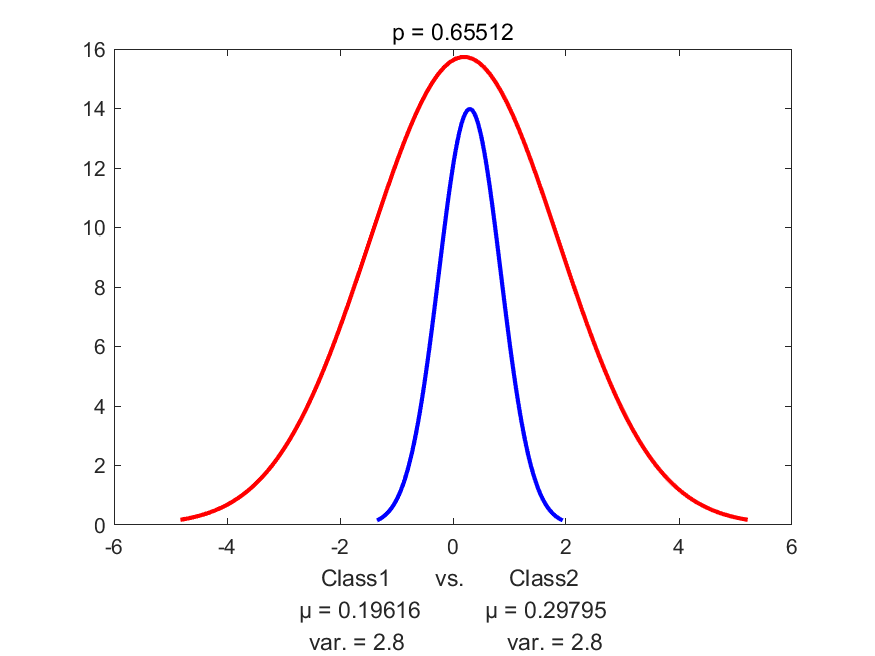 p = 0.65512
16
14
12
10
8
6
4
2
0
-6 -4 -2 0 2 4 6
Class1 vs. Class2
μ = 0.19616 μ = 0.29795
var. = 2.8 var. = 2.8